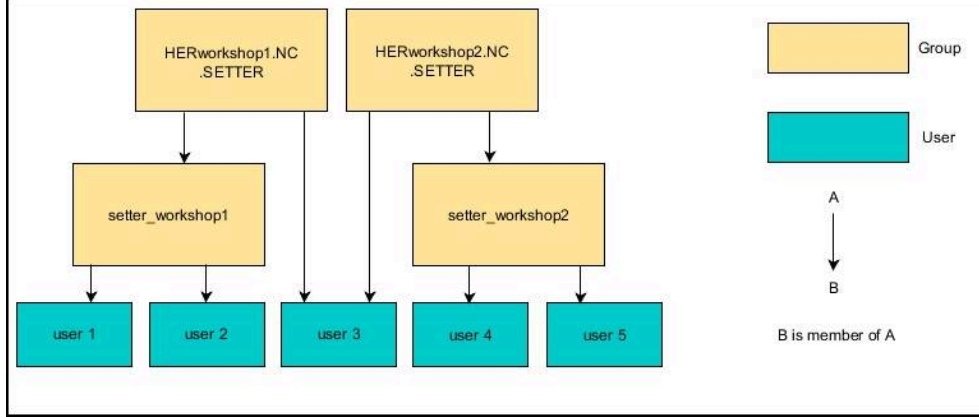 HERworkshop1.NC
.SETTER
HERworkshop2.NC
.SETTER
Group
User
setter_workshop1
setter_workshop2
A
B
user 1
user 2
user 3
user 4
user 5
B is member of A